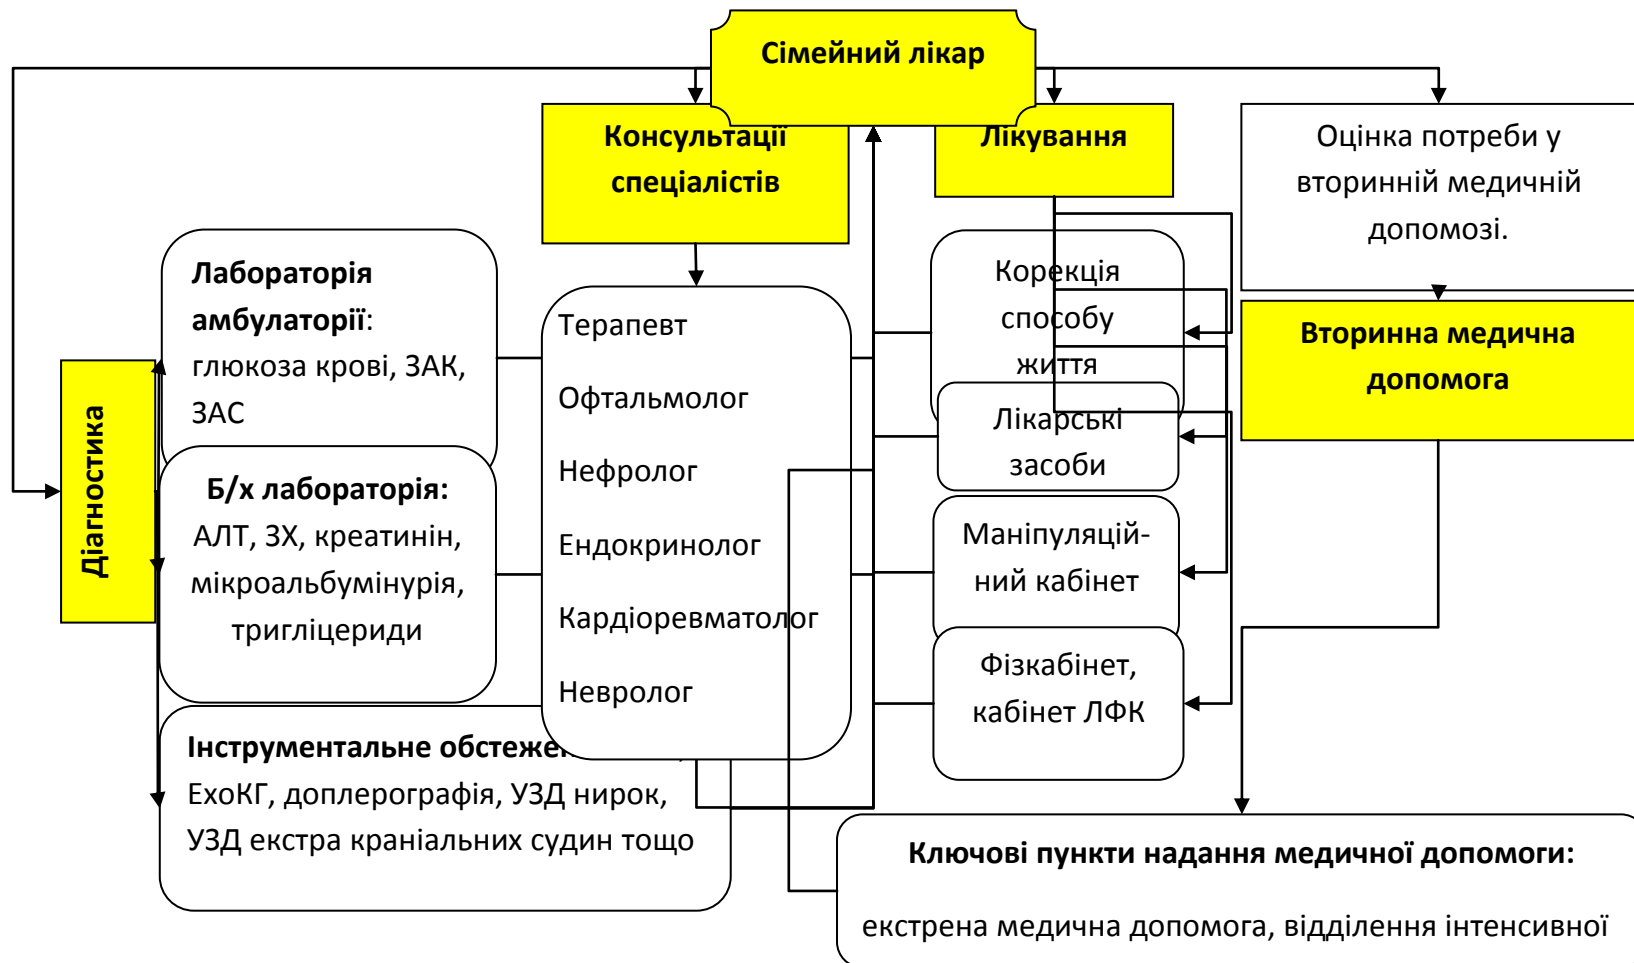 Сімейний лікар
Консультації
спеціалістів
Лікування
Оцінка потреби у
вторинній медичній
допомозі.
Лабораторія
амбулаторії:
глюкоза крові, ЗАК,
ЗАС
Терапевт
Офтальмолог
Нефролог
Ендокринолог
Кардіоревматолог
Невролог
Корекція
способу
життя
Вторинна медична
допомога
Діагностика
Лікарські
засоби
Б/х лабораторія:
АЛТ, ЗХ, креатинін,
мікроальбумінурія,
тригліцериди
Маніпуляцій-
ний кабінет
Фізкабінет,
кабінет ЛФК
Інструментальне
ЕхоКГ, доплерографія, УЗД нирок,
УЗД екстра краніальних судин тощо
Ключові пункти надання медичної допомоги:
екстрена медична допомога, відділення інтенсивної